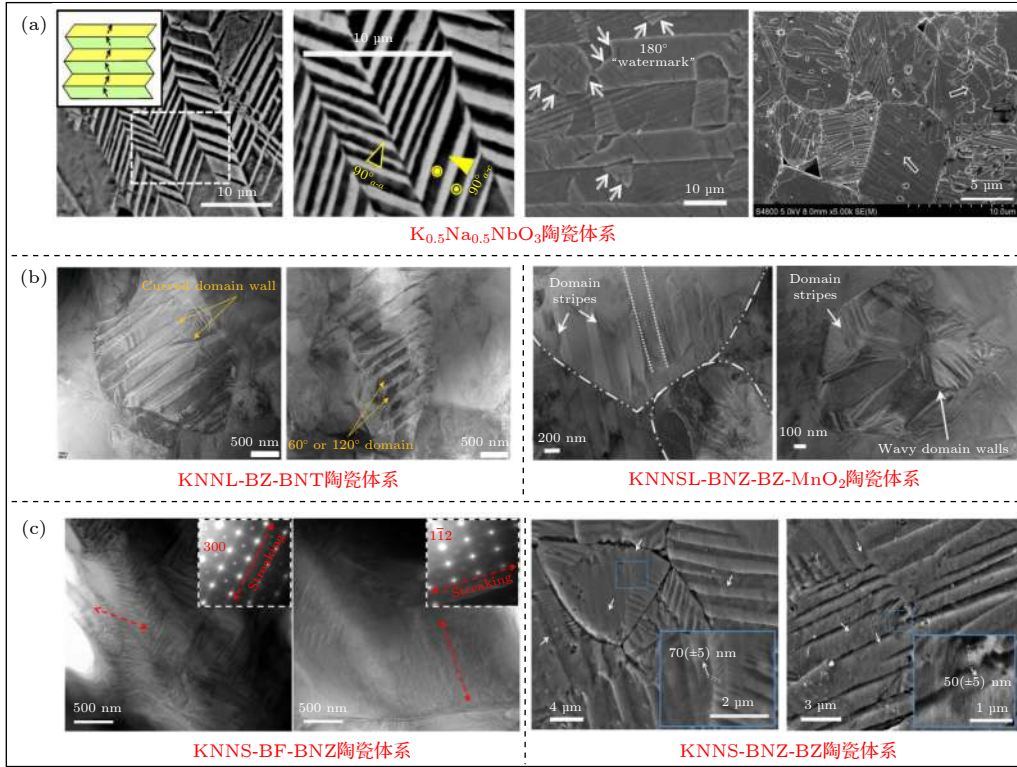 (a)
10 µm
90°a-a
90°a-c
10 µm
180°
“watermark”
10 µm
5 µm
S4800 5.0kV 8.0mm x5.00k SE(M)
10.0um
K0.5Na0.5NbO3陶瓷体系
(b)
Curved domain wall
500 nm
60° or 120° domain
500 nm
Domain
stripes
200 nm
Domain
stripes
100 nm
Wavy domain walls
KNNL-BZ-BNT陶瓷体系
KNNSL-BNZ-BZ-MnO2陶瓷体系
(c)
300
Streaking
500 nm
11̄2
Streaking
500 nm
70(±5) nm
4 µm
2 µm
50(±5) nm
3 µm
1 µm
KNNS-BF-BNZ陶瓷体系
KNNS-BNZ-BZ陶瓷体系